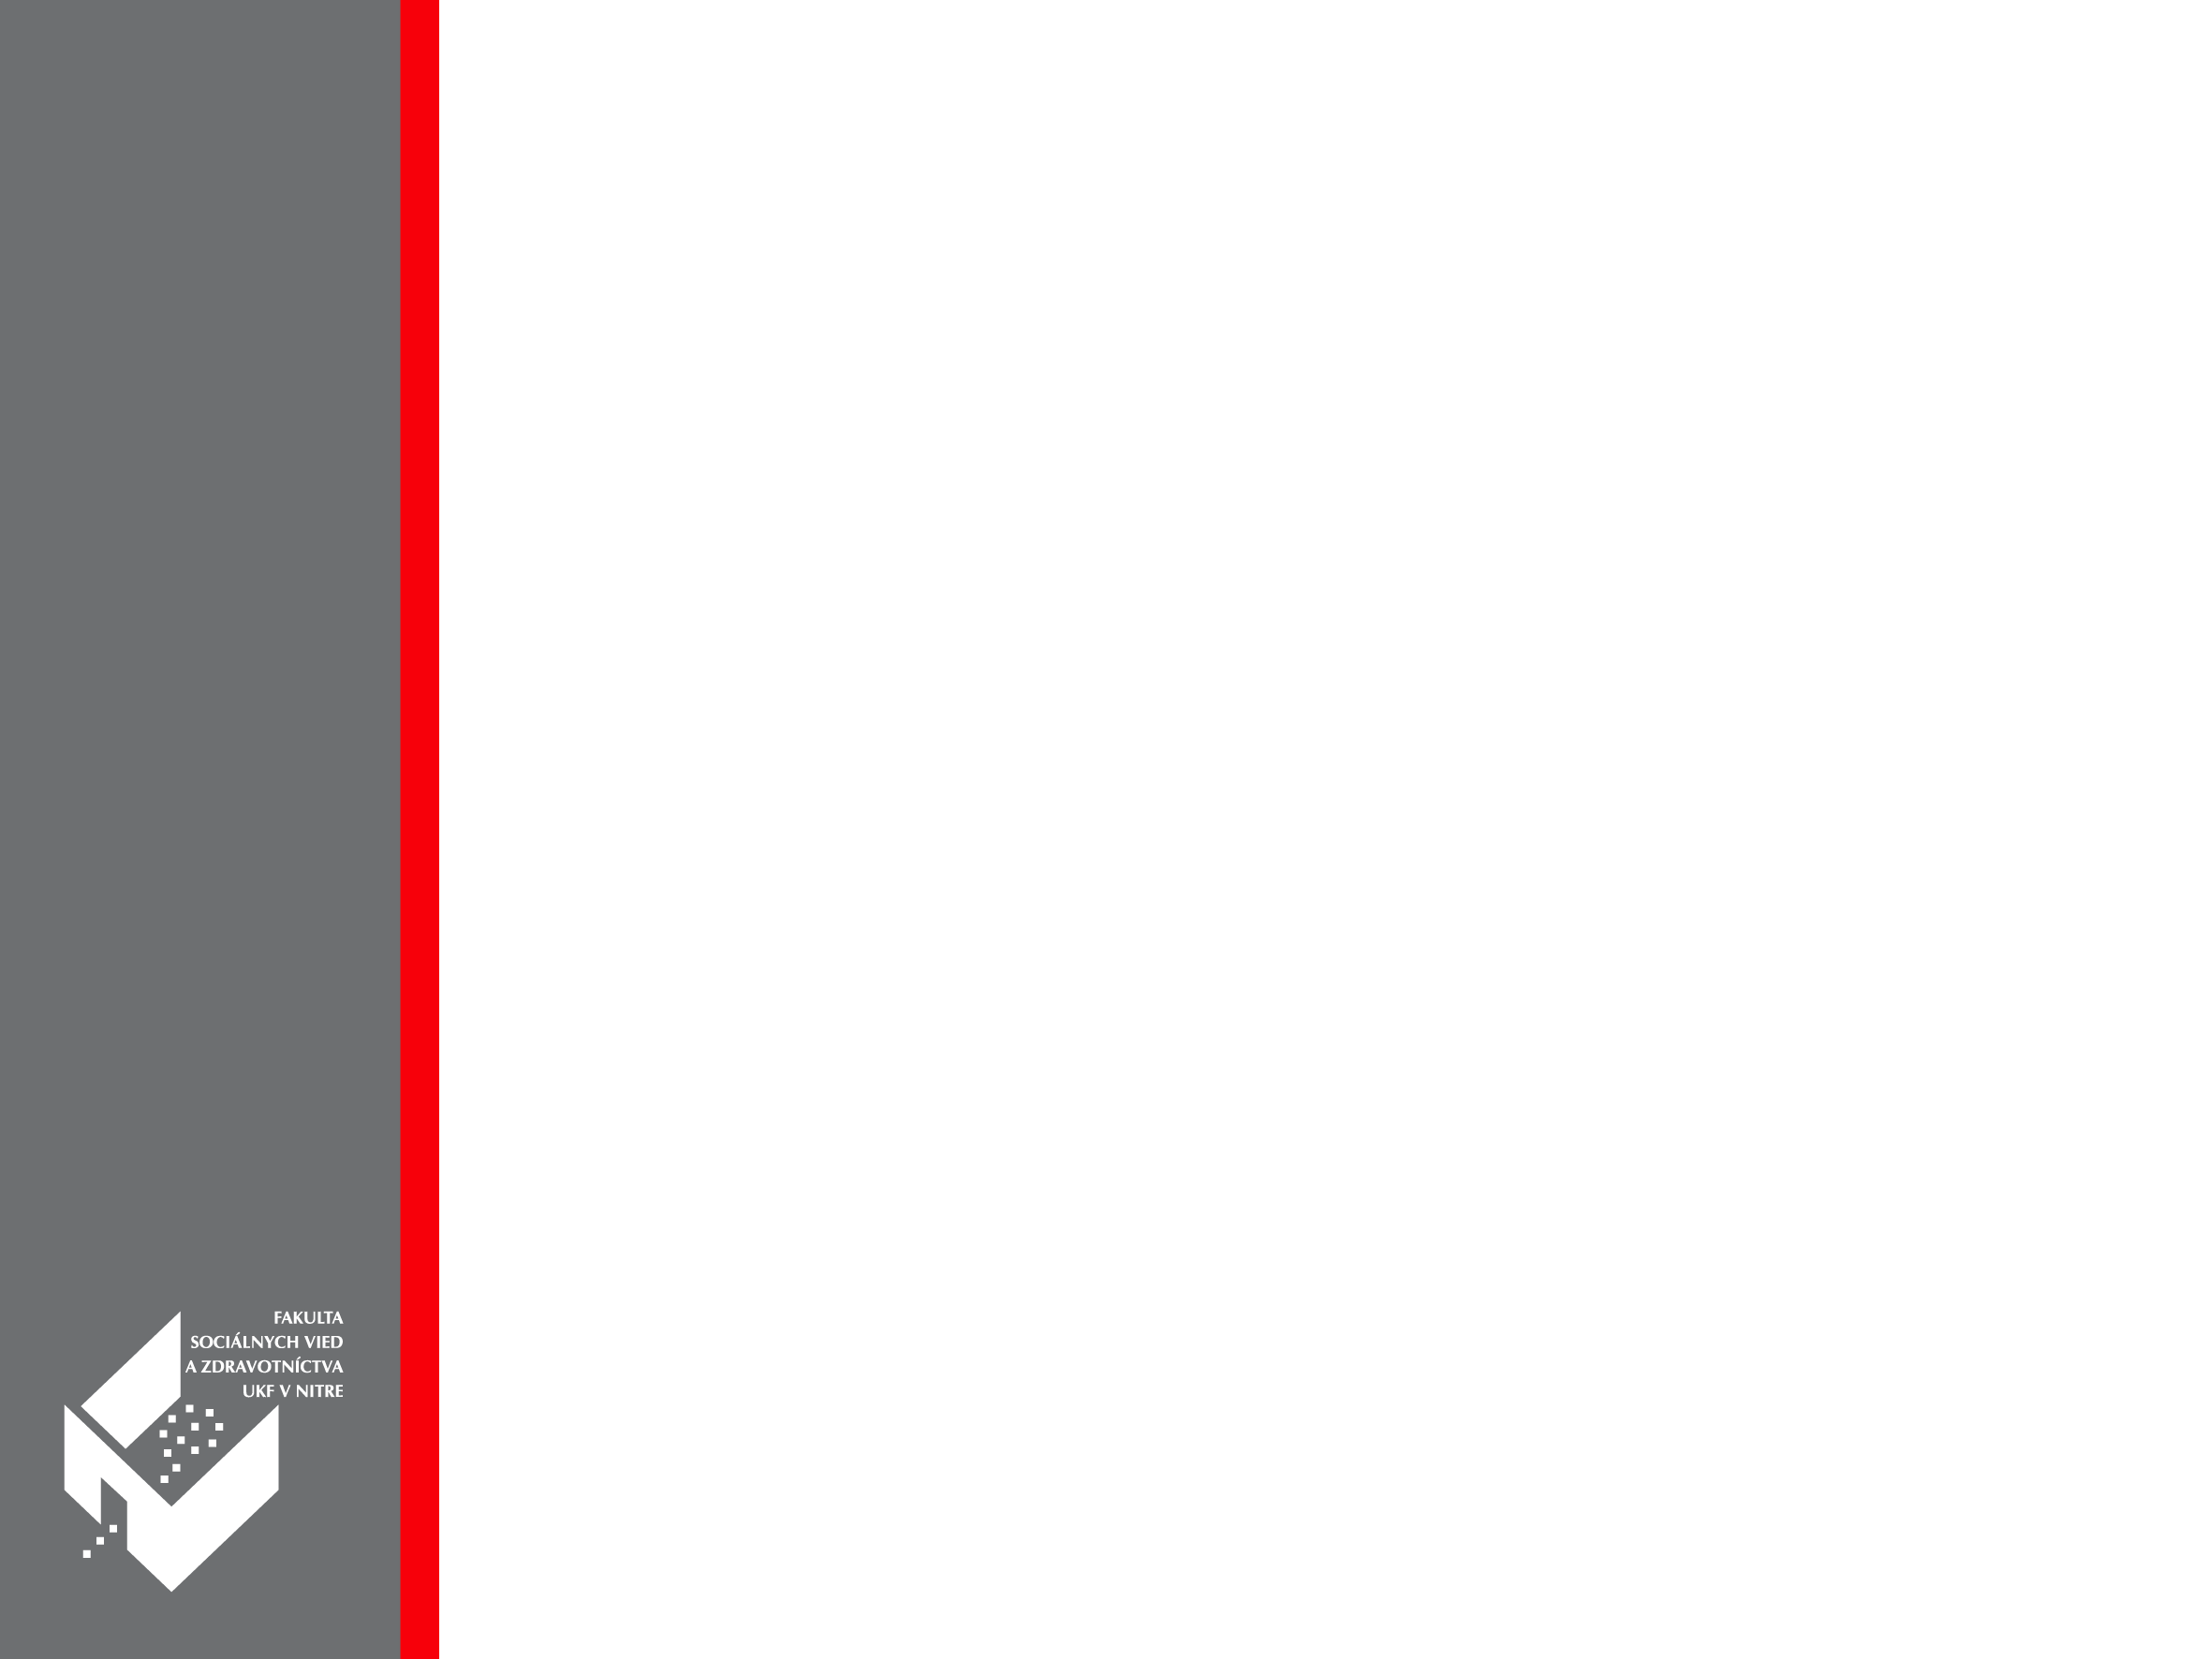 FAKULTA
SOCIÁLNYCH VIED
A ZDRAVOTNÍCTVA
UKF V NITRE